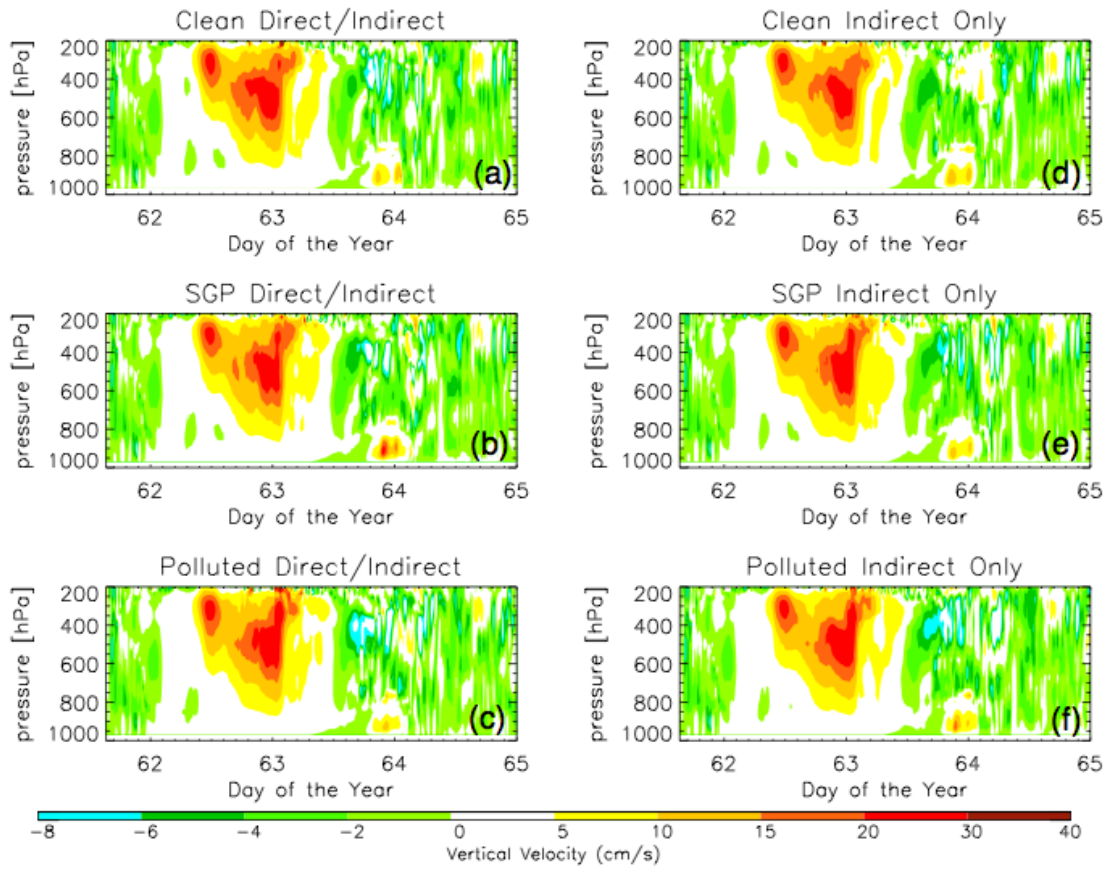 Clean Direct/Indirect
200
400
600
800
1000
pressure [hPa]
(a)
62 63 64 65
Day of the Year
Clean Indirect Only
200
400
600
800
1000
pressure [hPa]
(d)
62 63 64 65
Day of the Year
SGP Direct/Indirect
200
400
600
800
1000
pressure [hPa]
(b)
62 63 64 65
Day of the Year
SGP Indirect Only
200
400
600
800
1000
pressure [hPa]
(e)
62 63 64 65
Day of the Year
Polluted Direct/Indirect
200
400
600
800
1000
pressure [hPa]
(c)
62 63 64 65
Day of the Year
Polluted Indirect Only
200
400
600
800
1000
pressure [hPa]
(f)
62 63 64 65
Day of the Year
-8 -6 -4 -2 0 5 10 15 20 30 40
Vertical Velocity (cm/s)